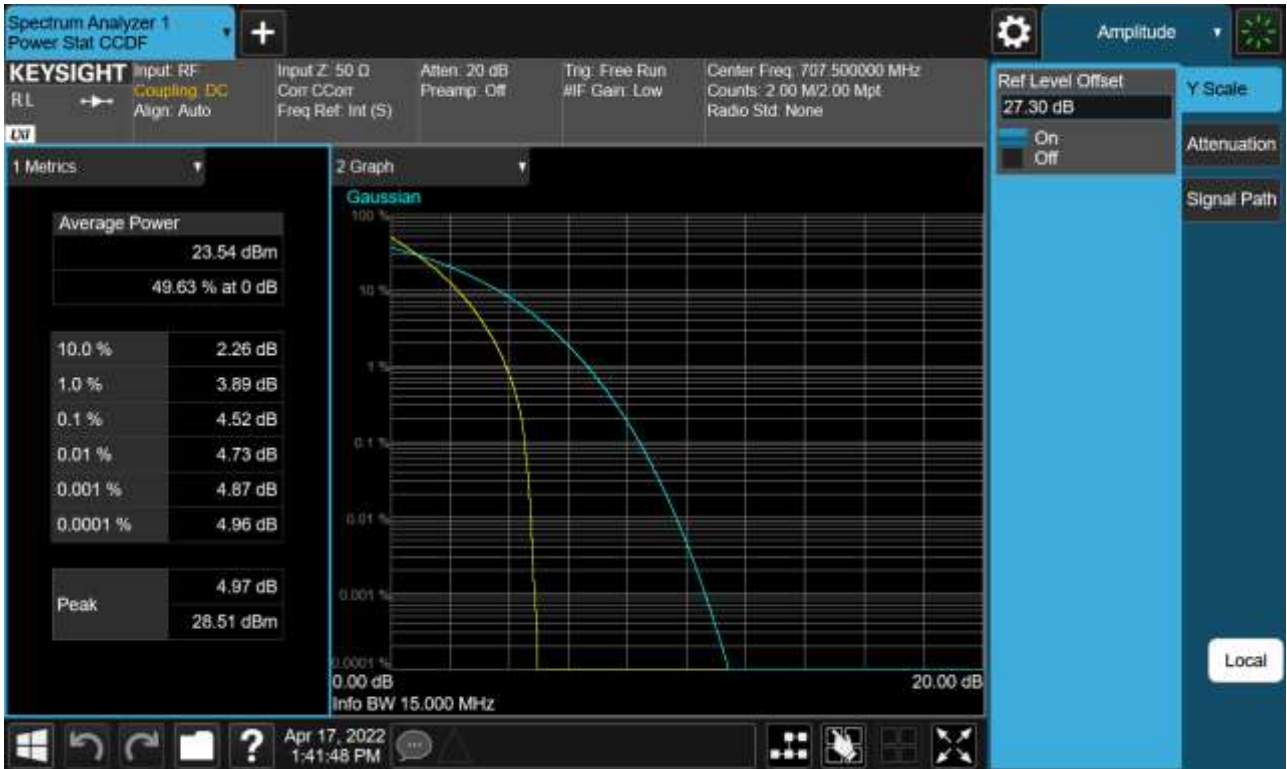 Spectrum Analyzer 1
Power Stat CCDF
+
Amplitude
KEYSIGHT
RL
LXI
Input: RF
Coupling: DC
Align: Auto
Input Z: 50 Ω
Corr CCorr
Freq Ref: Int (S)
Atten: 20 dB
Preamp: Off
Trig: Free Run
#IF Gain: Low
Center Freq: 707.500000 MHz
Counts: 2.00 M/2.00 Mpt
Radio Std: None
Ref Level Offset
27.30 dB
On
Off
Y Scale
Attenuation
Signal Path
Local
1 Metrics
Average Power
23.54 dBm
49.63 % at 0 dB
10.0 % 2.26 dB
1.0 % 3.89 dB
0.1 % 4.52 dB
0.01 % 4.73 dB
0.001 % 4.87 dB
0.0001 % 4.96 dB
Peak
4.97 dB
28.51 dBm
2 Graph
Gaussian
100 %
10 %
1 %
0.1 %
0.01 %
0.001 %
0.0001 %
0.00 dB 20.00 dB
Info BW 15.000 MHz
?
Apr 17, 2022
1:41:48 PM